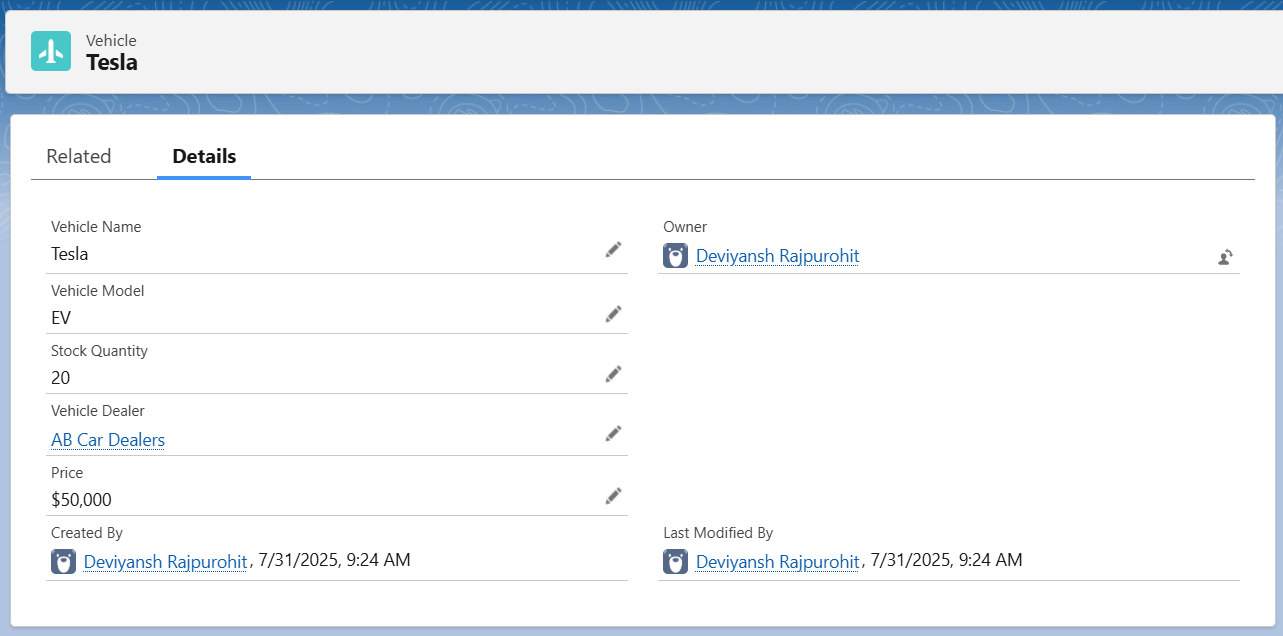 Vehicle
Tesla
Related
Details
Vehicle Name
Tesla
Owner
Deviyansh Rajpurohit
Vehicle Model
EV
Stock Quantity
20
Vehicle Dealer
AB Car Dealers
Price
$50,000
Created By
Deviyansh Rajpurohit, 7/31/2025, 9:24 AM
Last Modified By
Deviyansh Rajpurohit, 7/31/2025, 9:24 AM